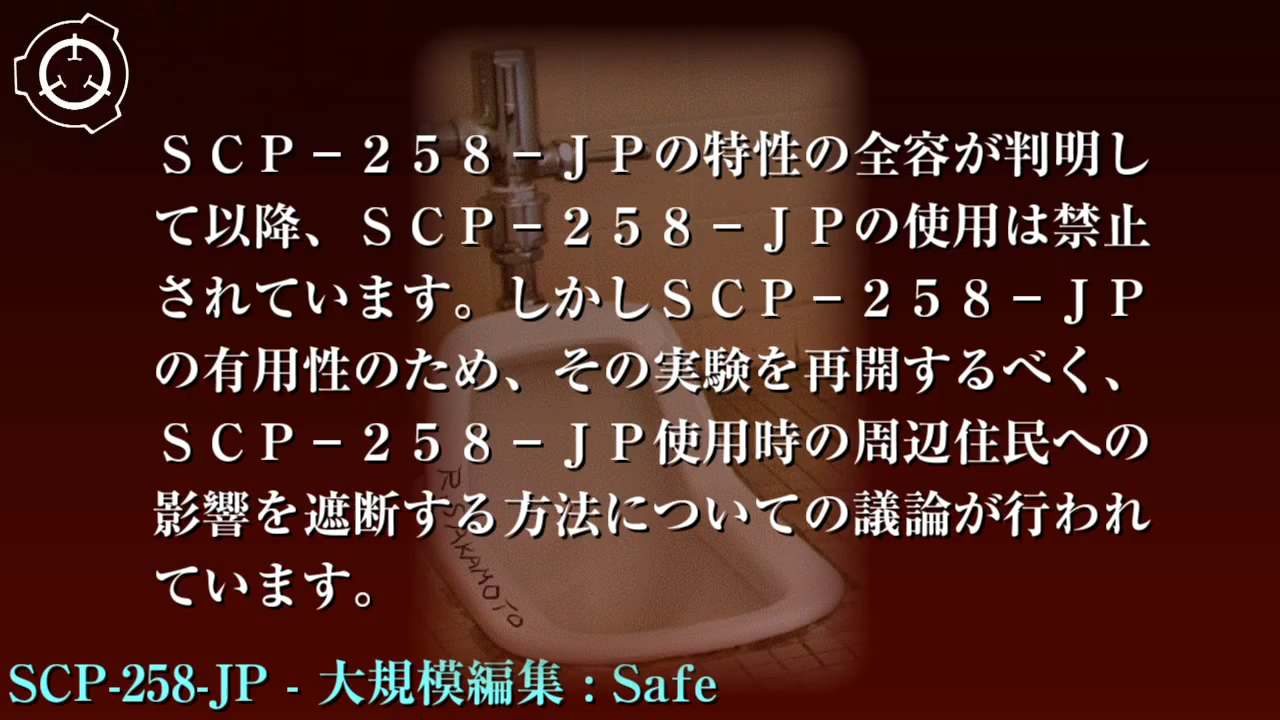 SCP-258-JPの特性の全容が判明し
て以降、SCP-258-JPの使用は禁止
されています。しかしSCP-258-JP
の有用性のため、その実験を再開するべく、
SCP-258-JP使用時の周辺住民への
影響を遮断する方法についての議論が行われ
ています。
R.SAKAMOTO
SCP-258-JP - 大規模編集：Safe